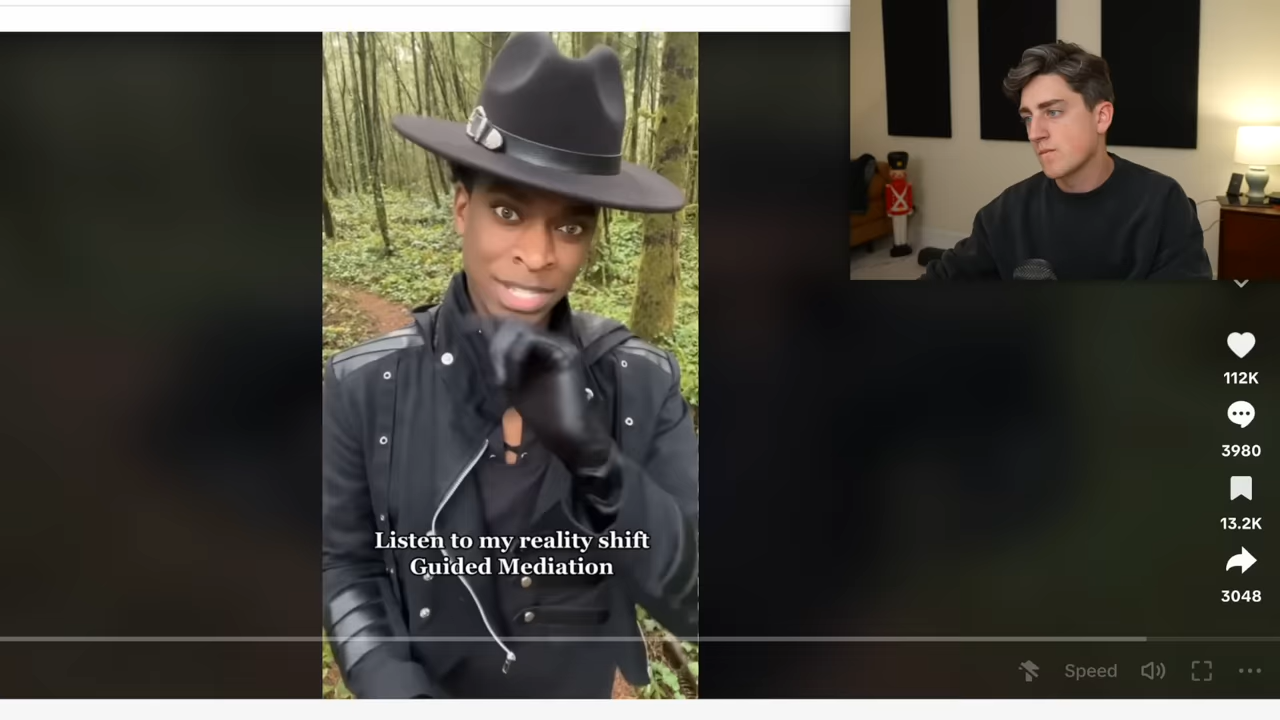 Listen to my reality shift
Guided Mediation
112K
3980
13.2K
3048
Speed